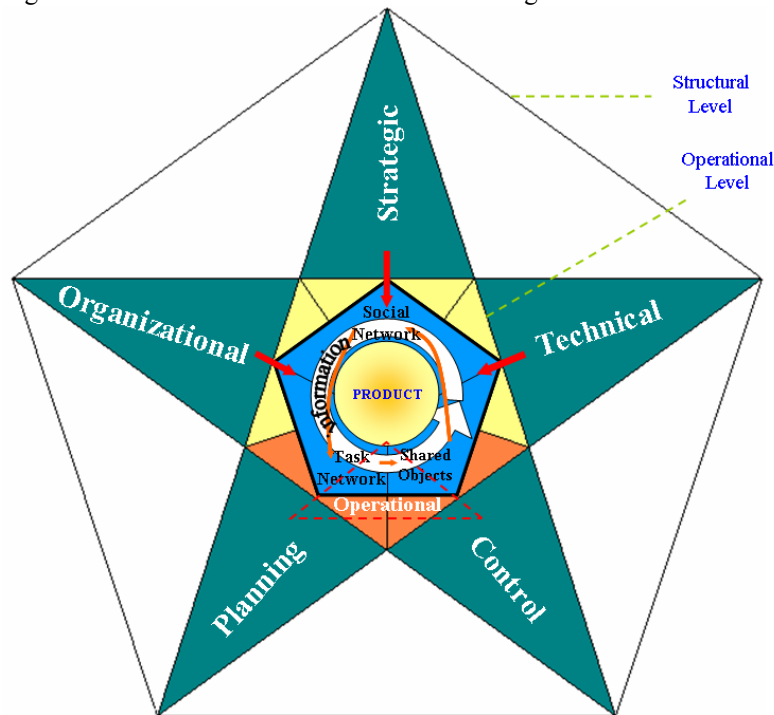 Structural
Level
Operational
Level
Strategic
Organizational
Technical
Social
Network
information
PRODUCT
Task
Network
Shared
Objects
Operational
Planning
Control